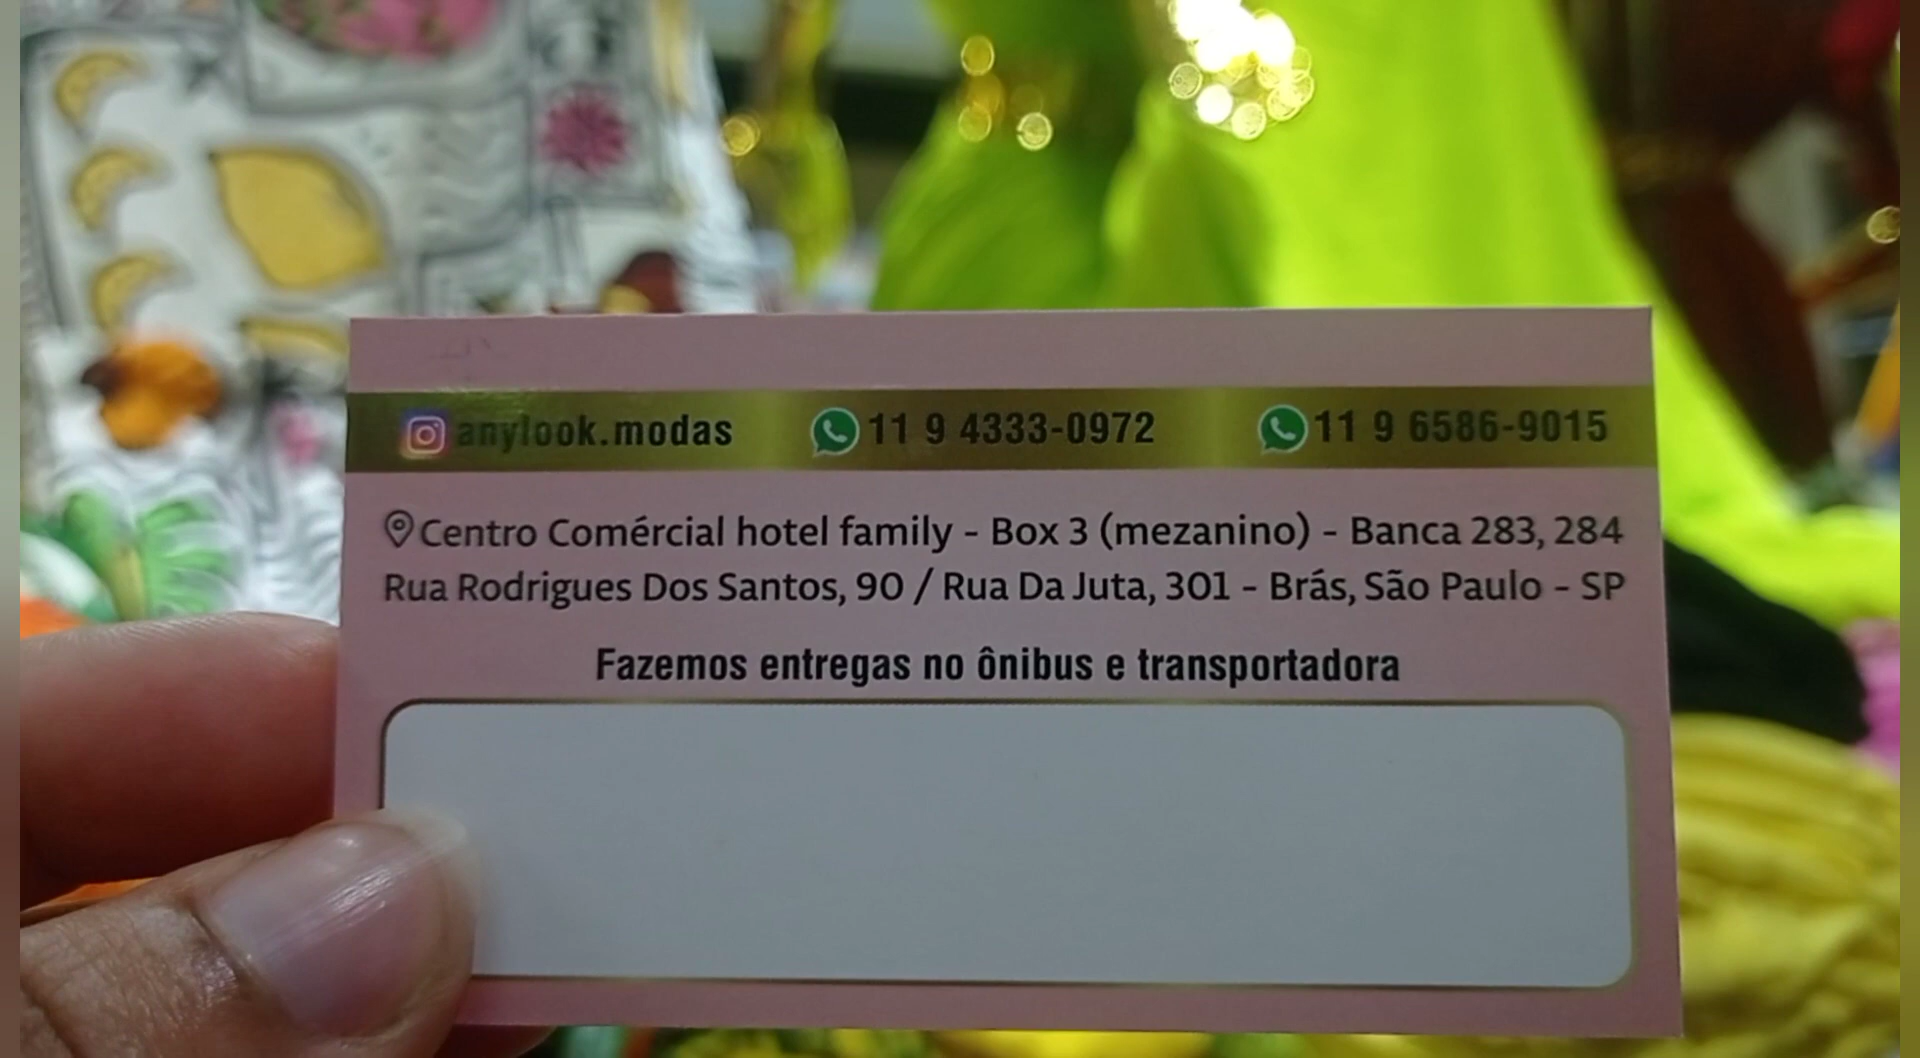 anylook.modas 11 9 4333-0972 11 9 6586-9015
Centro Comércial hotel family - Box 3 (mezanino) - Banca 283, 284
Rua Rodrigues Dos Santos, 90 / Rua Da Juta, 301 - Brás, São Paulo - SP
Fazemos entregas no ônibus e transportadora